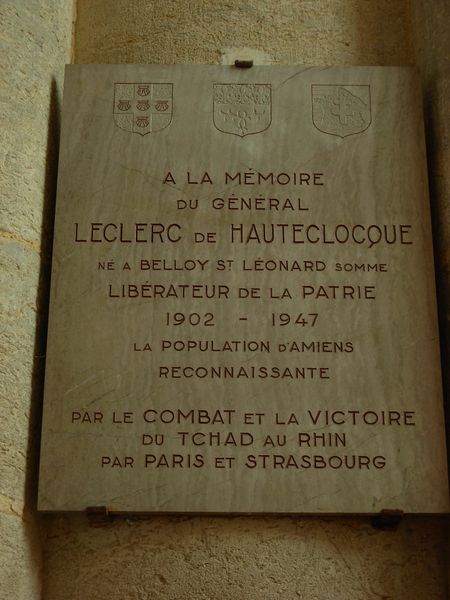 A LA MÉMOIRE
DU GÉNÉRAL
LECLERC DE HAUTECLOCQUE
NÉ A BELLOY ST LÉONARD SOMME
LIBÉRATEUR DE LA PATRIE
1902 - 1947
LA POPULATION D'AMIENS
RECONNAISSANTE
PAR LE COMBAT ET LA VICTOIRE
DU TCHAD AU RHIN
PAR PARIS ET STRASBOURG